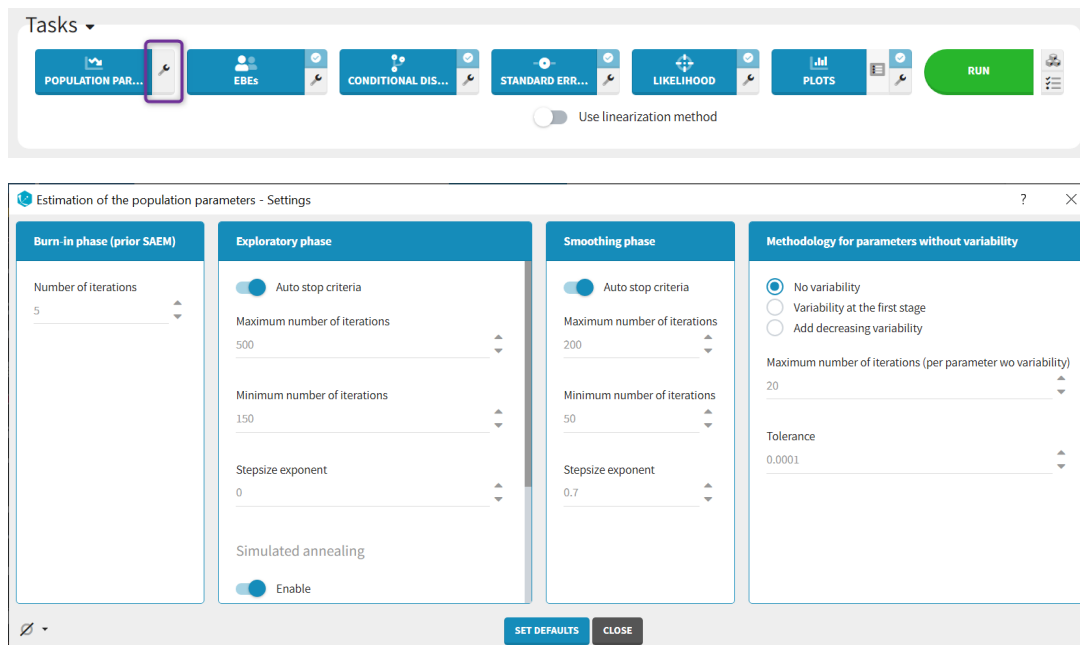 Tasks
POPULATION PAR...
EBEs
CONDITIONAL DIS...
STANDARD ERR...
LIKELIHOOD
PLOTS
RUN
Use linearization method
Estimation of the population parameters - Settings
?
Burn-in phase (prior SAEM)
Number of iterations
5
Exploratory phase
Auto stop criteria
Maximum number of iterations
500
Minimum number of iterations
150
Stepsize exponent
0
Simulated annealing
Enable
Smoothing phase
Auto stop criteria
Maximum number of iterations
200
Minimum number of iterations
50
Stepsize exponent
0.7
Methodology for parameters without variability
No variability
Variability at the first stage
Add decreasing variability
Maximum number of iterations (per parameter wo variability)
20
Tolerance
0.0001
SET DEFAULTS
CLOSE